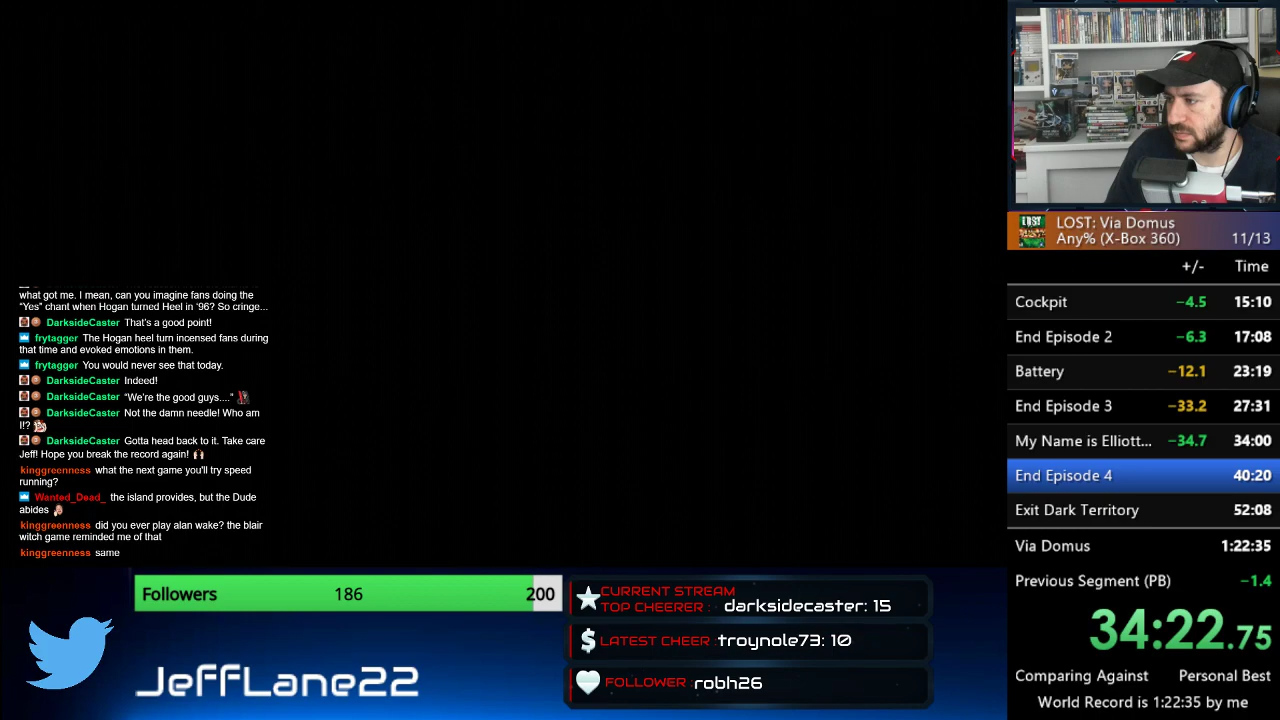 what got me. I mean, can you imagine fans doing the
"Yes" chant when Hogan turned Heel in '96? So cringe...
DarksideCaster That's a good point!
frytagger The Hogan heel turn incensed fans during
that time and evoked emotions in them.
frytagger You would never see that today.
DarksideCaster Indeed!
DarksideCaster "We're the good guys...."
DarksideCaster Not the damn needle! Who am
I!?
DarksideCaster Gotta head back to it. Take care
Jeff! Hope you break the record again!
kinggreenness what the next game you'll try speed
running?
Wanted_Dead_ the island provides, but the Dude
abides
kinggreenness did you ever play alan wake? the blair
witch game reminded me of that
kinggreenness same
Followers 186 200
JeffLane22
CURRENT STREAM
TOP CHEERER : darksidecaster: 15
LATEST CHEER : troynole73: 10
FOLLOWER : robh26
LOST
LOST: Via Domus
Any% (X-Box 360) 11/13
+/- Time
Cockpit −4.5 15:10
End Episode 2 −6.3 17:08
Battery −12.1 23:19
End Episode 3 −33.2 27:31
My Name is Elliott... −34.7 34:00
End Episode 4 40:20
Exit Dark Territory 52:08
Via Domus 1:22:35
Previous Segment (PB) −1.4
34:22.75
Comparing Against Personal Best
World Record is 1:22:35 by me